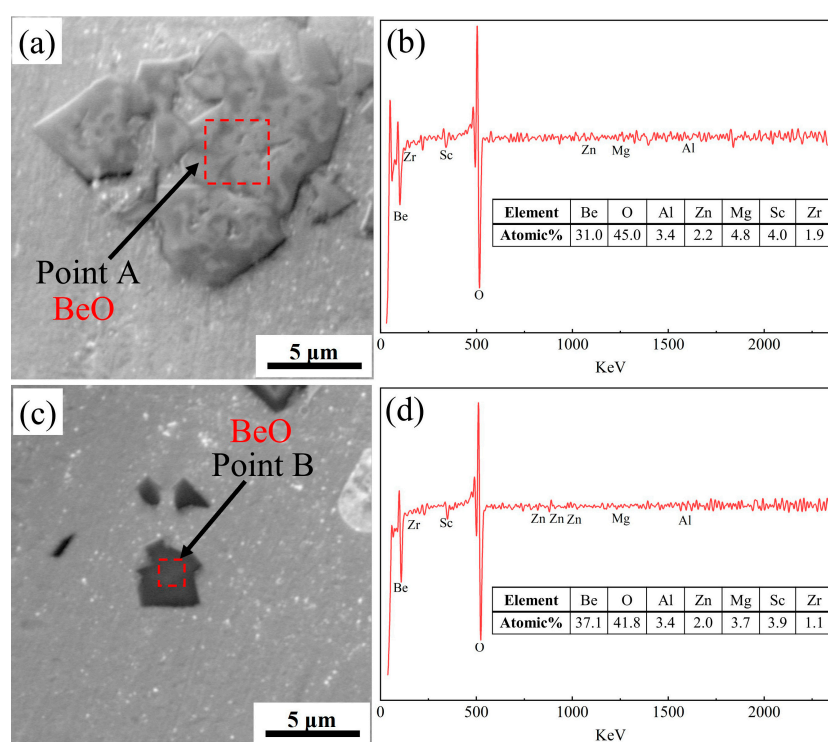 (a)
Point A
BeO
5 μm
(b)
Zr
Sc
Zn
Mg
Al
Be
O
Element Be O Al Zn Mg Sc Zr
Atomic% 31.0 45.0 3.4 2.2 4.8 4.0 1.9
0 500 1000 1500 2000
KeV
(c)
BeO
Point B
5 μm
(d)
Zr
Sc
Zn Zn Zn
Mg
Al
Be
O
Element Be O Al Zn Mg Sc Zr
Atomic% 37.1 41.8 3.4 2.0 3.7 3.9 1.1
0 500 1000 1500 2000
KeV